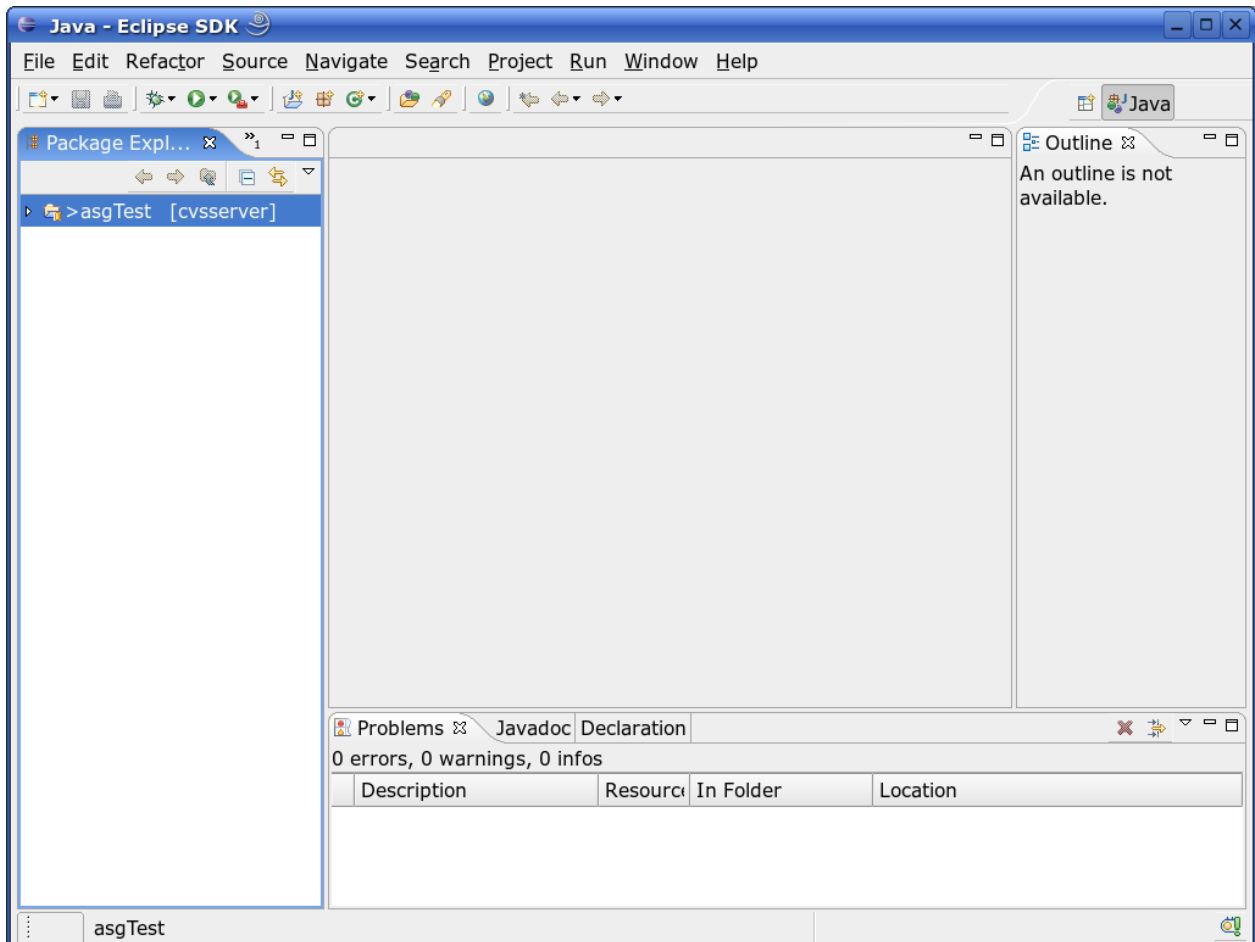 Java - Eclipse SDK
File Edit Refactor Source Navigate Search Project Run Window Help
Java
Package Expl... »1
Outline
An outline is not
available.
>asgTest [cvsserver]
Problems Javadoc Declaration
0 errors, 0 warnings, 0 infos
Description Resourc In Folder Location
asgTest